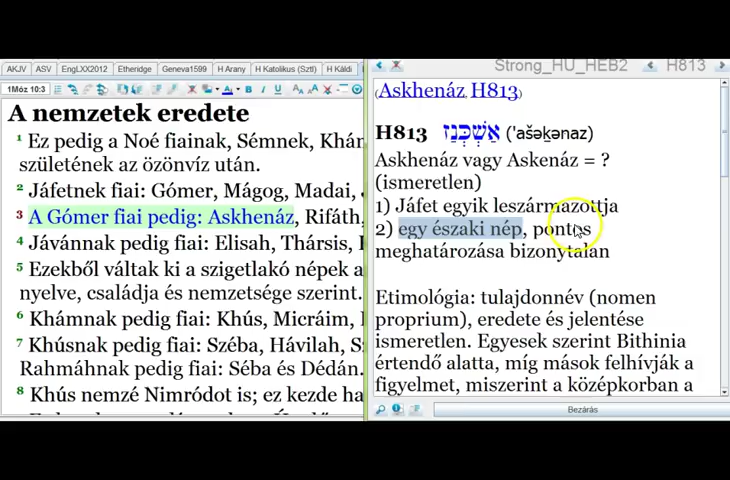 AKJV ASV EngLXX2012 Etheridge Geneva1599 H Arany H Katolikus (Sztl) H Káldi
1Móz 10:3
A nemzetek eredete
1 Ez pedig a Noé fiainak, Sémnek, Khám
születének az özönvíz után.
2 Jáfetnek fiai: Gómer, Mágog, Madai,
3 A Gómer fiai pedig: Askhenáz, Rifáth,
4 Jávánnak pedig fiai: Elisah, Thársis,
5 Ezekből váltak ki a szigetlakó népek a
nyelve, családja és nemzetsége szerint.
6 Khámnak pedig fiai: Khús, Micráim,
7 Khúsnak pedig fiai: Széba, Hávilah,
Rahmáhnak pedig fiai: Séba és Dédán.
8 Khús nemzé Nimródot is; ez kezde ha
Strong_HU_HEB2 H813
(Askhenáz, H813)
H813 אַשְׁכְּנַז ('ašəḵənaz)
Askhenáz vagy Askenáz = ?
(ismeretlen)
1) Jáfet egyik leszármazottja
2) egy északi nép, pontos
meghatározása bizonytalan
Etimológia: tulajdonnév (nomen
proprium), eredete és jelentése
ismeretlen. Egyesek szerint Bithinia
értendő alatta, míg mások felhívják a
figyelmet, miszerint a középkorban a
Bezárás